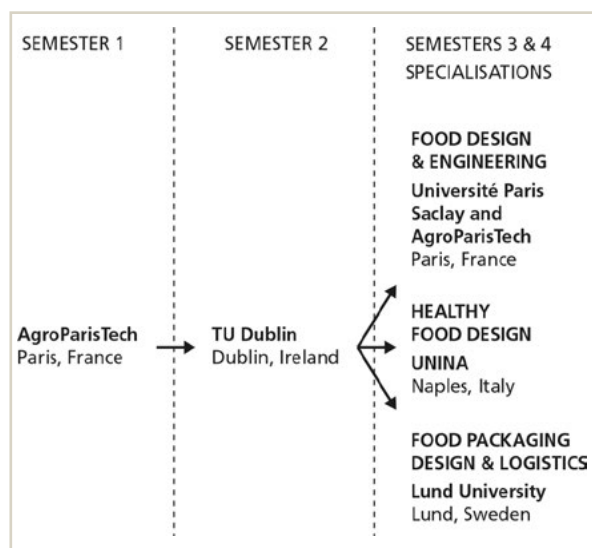 SEMESTER 1
SEMESTER 2
SEMESTERS 3 & 4
SPECIALISATIONS
AgroParisTech
Paris, France
TU Dublin
Dublin, Ireland
FOOD DESIGN
& ENGINEERING
Université Paris
Saclay and
AgroParisTech
Paris, France
HEALTHY
FOOD DESIGN
UNINA
Naples, Italy
FOOD PACKAGING
DESIGN & LOGISTICS
Lund University
Lund, Sweden